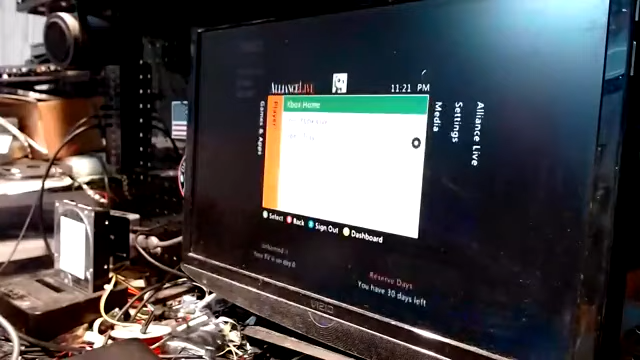 ALLIANCELIVE
11:21 PM
Games & Apps
Player
Xbox Home
Media
Settings
Alliance Live
Select
Back
Sign Out
Dashboard
Reserve Days
You have 30 days left
VIZIO